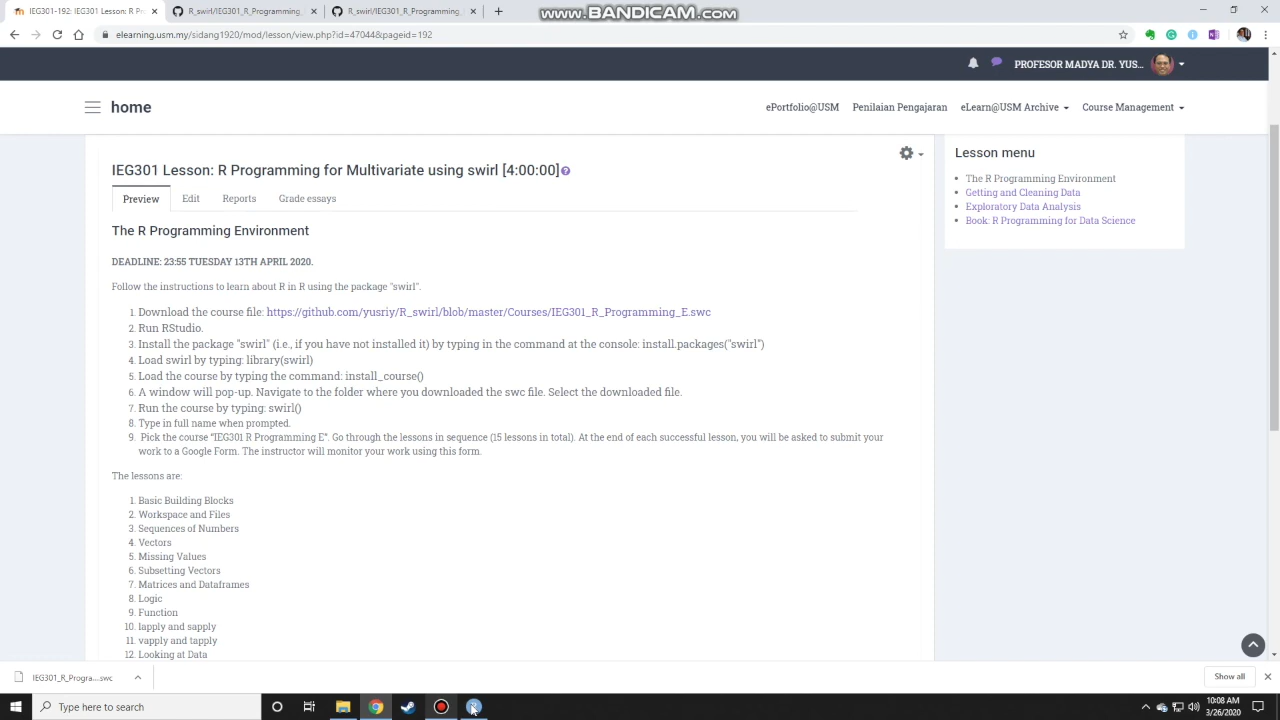 IEG301-192: IEG301 Lesson: R Pro
R_swirl/IEG301_R_Programming_
R_swirl/IEG301_R_Programming_
www.BANDICAM.com
elearning.usm.my/sidang1920/mod/lesson/view.php?id=47044&pageid=192
PROFESOR MADYA DR. YUS...
home
ePortfolio@USM Penilaian Pengajaran eLearn@USM Archive Course Management
IEG301 Lesson: R Programming for Multivariate using swirl [4:00:00]
Preview Edit Reports Grade essays
The R Programming Environment
DEADLINE: 23:55 TUESDAY 13TH APRIL 2020.
Follow the instructions to learn about R in R using the package "swirl".
1. Download the course file: https://github.com/yusriy/R_swirl/blob/master/Courses/IEG301_R_Programming_E.swc
2. Run RStudio.
3. Install the package "swirl" (i.e., if you have not installed it) by typing in the command at the console: install.packages("swirl")
4. Load swirl by typing: library(swirl)
5. Load the course by typing the command: install_course()
6. A window will pop-up. Navigate to the folder where you downloaded the swc file. Select the downloaded file.
7. Run the course by typing: swirl()
8. Type in full name when prompted.
9. Pick the course "IEG301 R Programming E". Go through the lessons in sequence (15 lessons in total). At the end of each successful lesson, you will be asked to submit your
work to a Google Form. The instructor will monitor your work using this form.
The lessons are:
1. Basic Building Blocks
2. Workspace and Files
3. Sequences of Numbers
4. Vectors
5. Missing Values
6. Subsetting Vectors
7. Matrices and Dataframes
8. Logic
9. Function
10. lapply and sapply
11. vapply and tapply
12. Looking at Data
Lesson menu
The R Programming Environment
Getting and Cleaning Data
Exploratory Data Analysis
Book: R Programming for Data Science
IEG301_R_Progra....swc
Show all
Type here to search
10:08 AM
3/26/2020